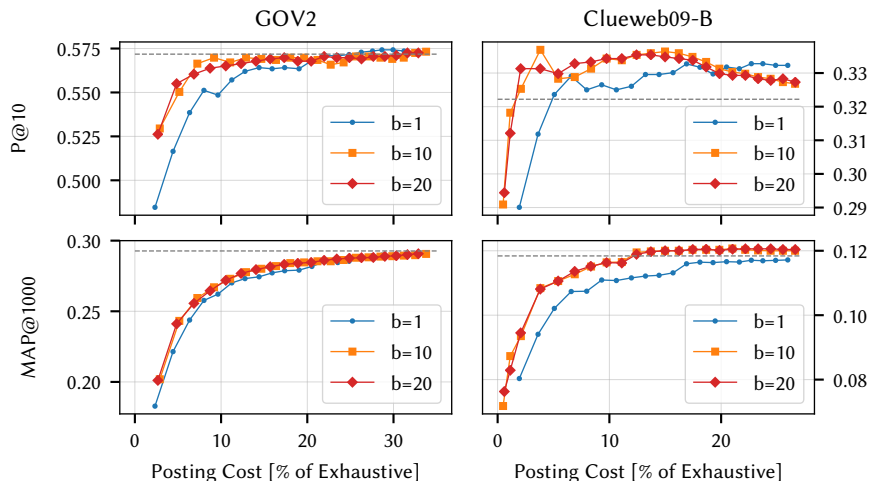 GOV2
Clueweb09-B
P@10
0.575
0.550
0.525
0.500
b=1
b=10
b=20
0.33
0.32
0.31
0.30
0.29
b=1
b=10
b=20
MAP@1000
0.30
0.25
0.20
b=1
b=10
b=20
0.12
0.10
0.08
b=1
b=10
b=20
0 10 20 30
0 10 20
Posting Cost [% of Exhaustive]
Posting Cost [% of Exhaustive]